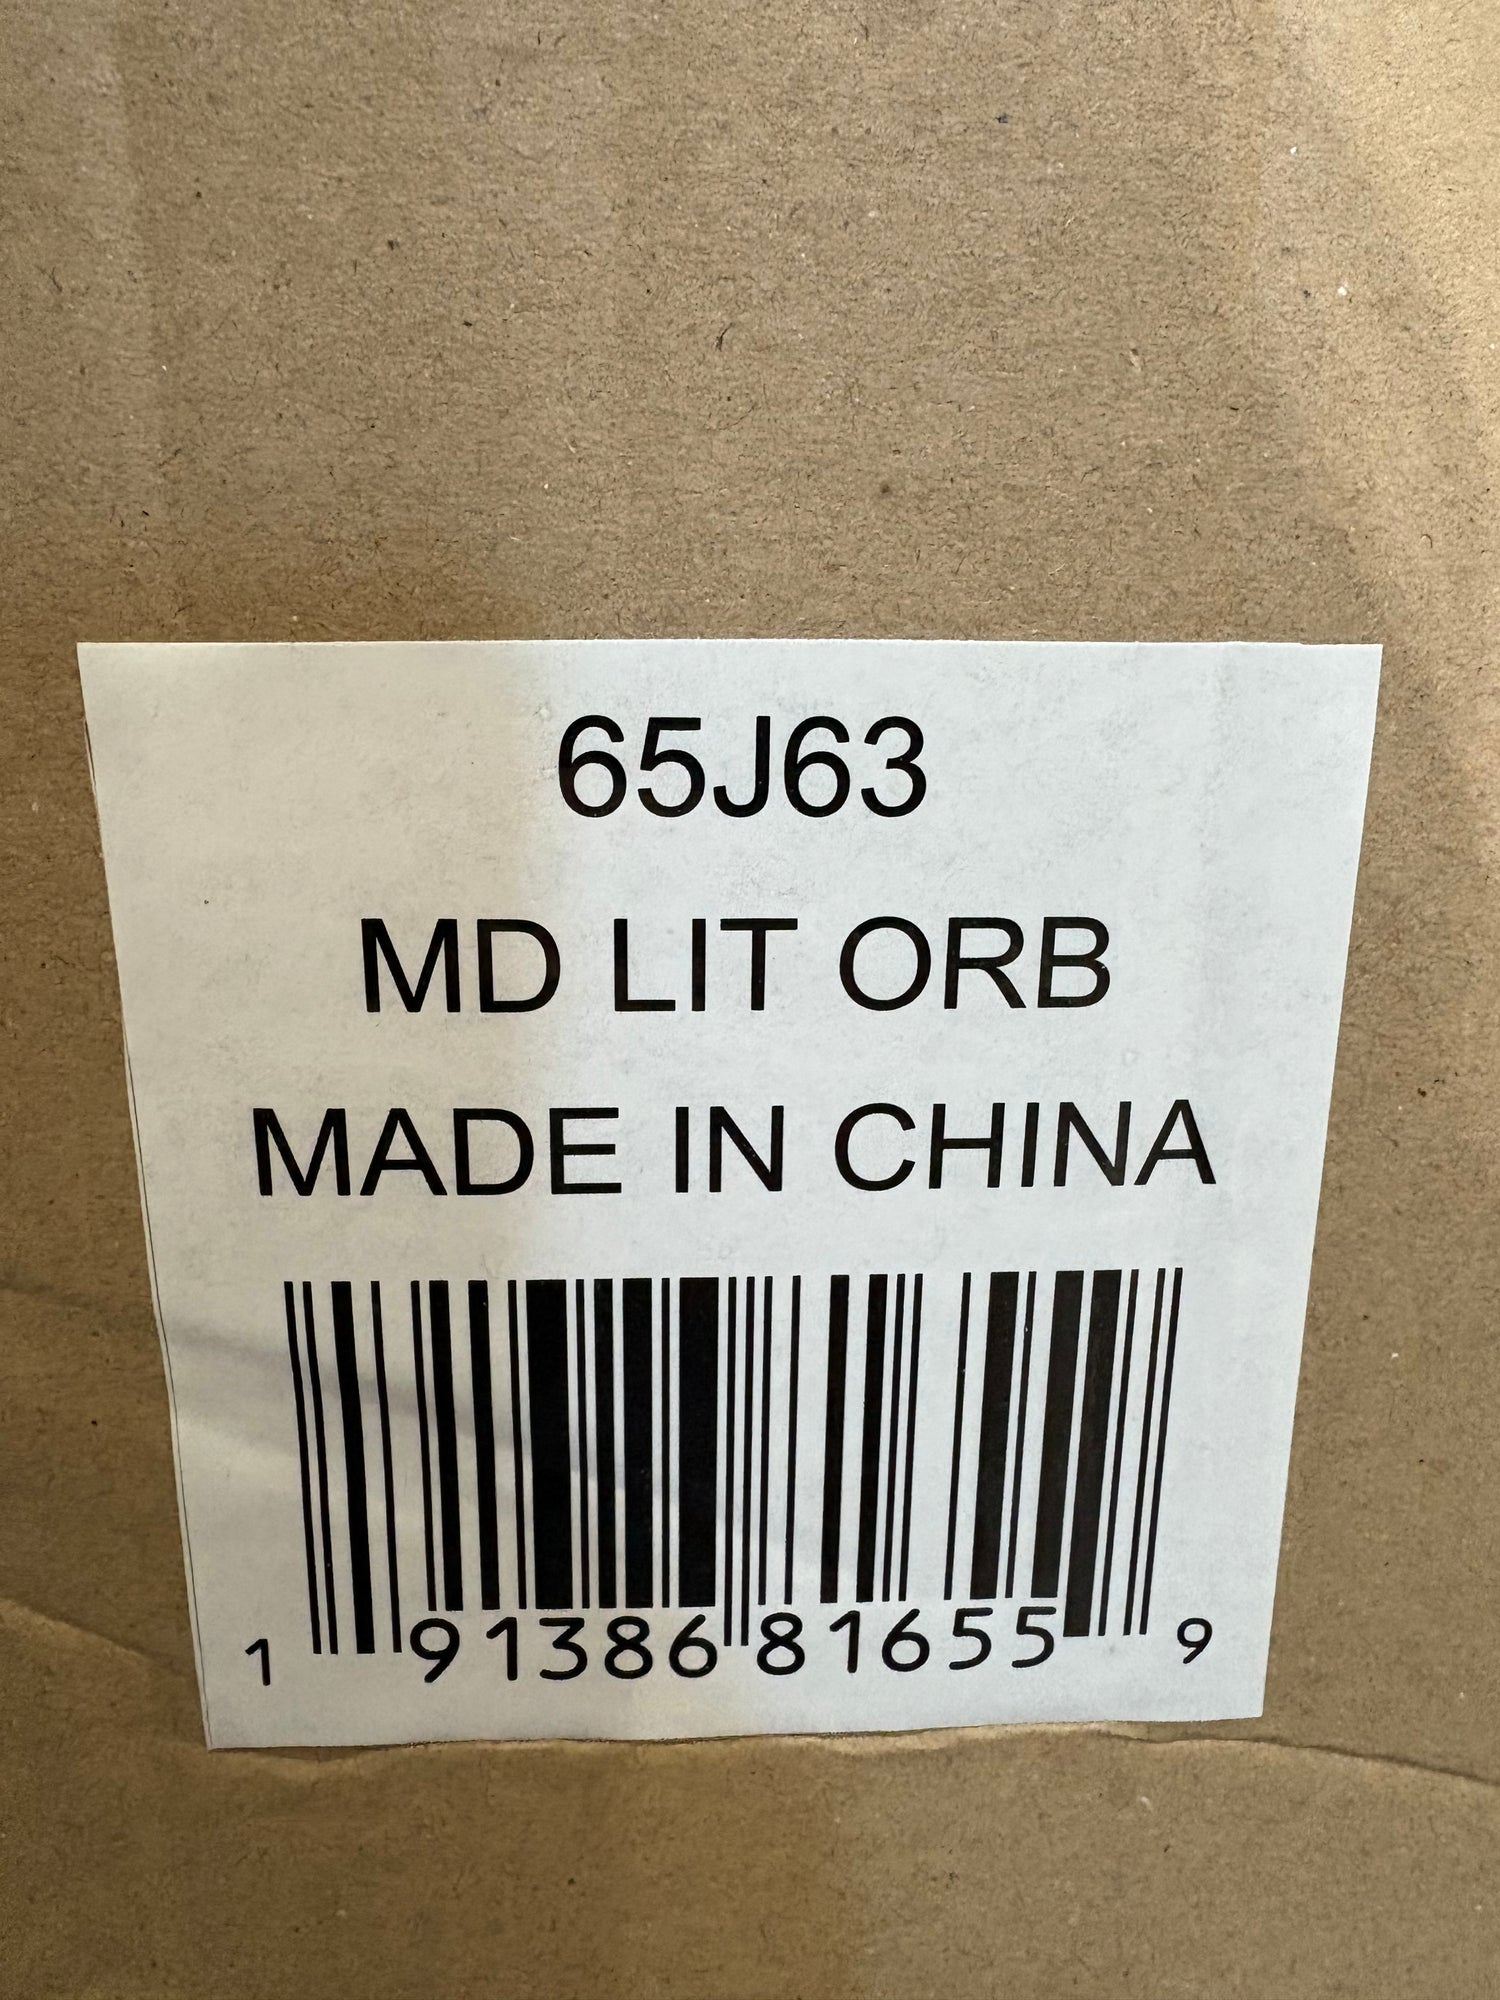 65J63
MD LIT ORB
MADE IN CHINA
1 91386 81655 9